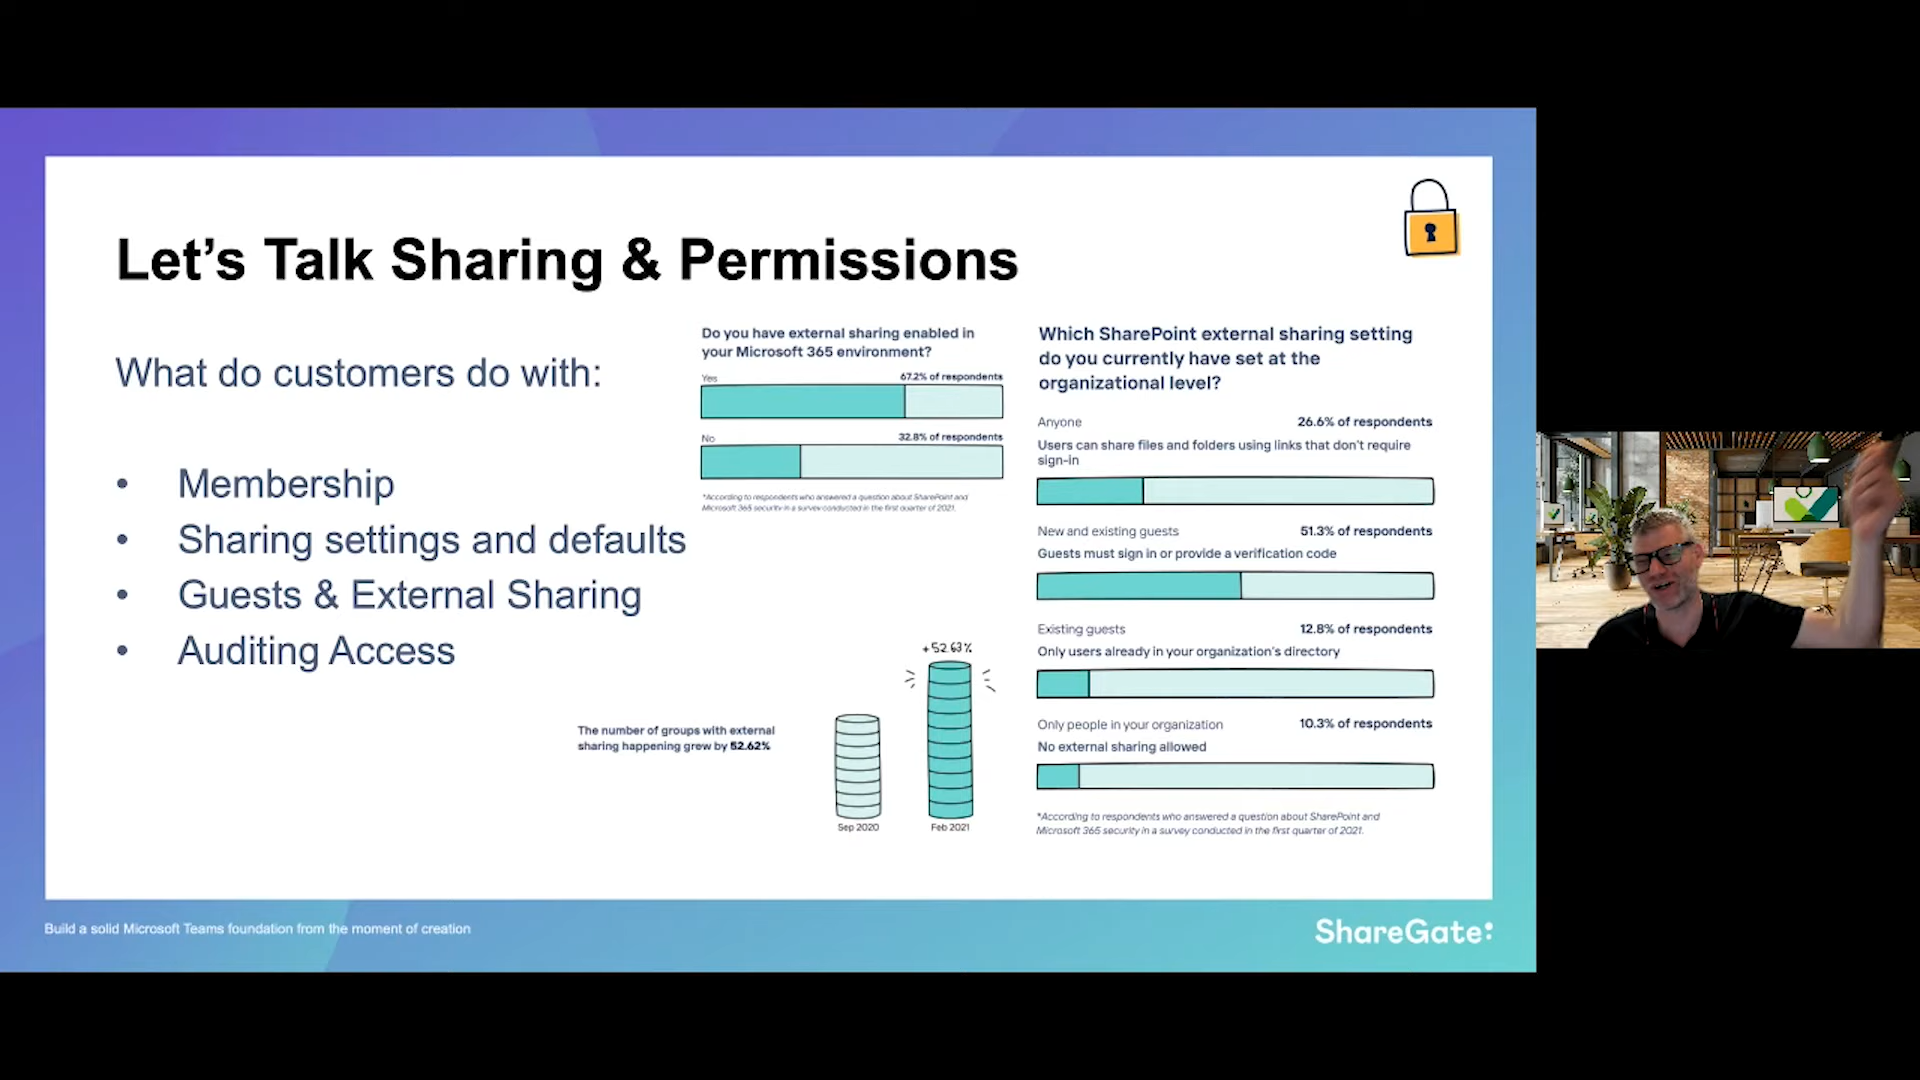 Let's Talk Sharing & Permissions
What do customers do with:
• Membership
• Sharing settings and defaults
• Guests & External Sharing
• Auditing Access
Do you have external sharing enabled in
your Microsoft 365 environment?
Yes 67.2% of respondents
No 32.8% of respondents
*According to respondents who answered a question about SharePoint and
Microsoft 365 security in a survey conducted in the first quarter of 2021.
The number of groups with external
sharing happening grew by 52.62%
+52.63%
Sep 2020 Feb 2021
Which SharePoint external sharing setting
do you currently have set at the
organizational level?
Anyone 26.6% of respondents
Users can share files and folders using links that don't require
sign-in
New and existing guests 51.3% of respondents
Guests must sign in or provide a verification code
Existing guests 12.8% of respondents
Only users already in your organization's directory
Only people in your organization 10.3% of respondents
No external sharing allowed
*According to respondents who answered a question about SharePoint and
Microsoft 365 security in a survey conducted in the first quarter of 2021.
Build a solid Microsoft Teams foundation from the moment of creation
ShareGate: